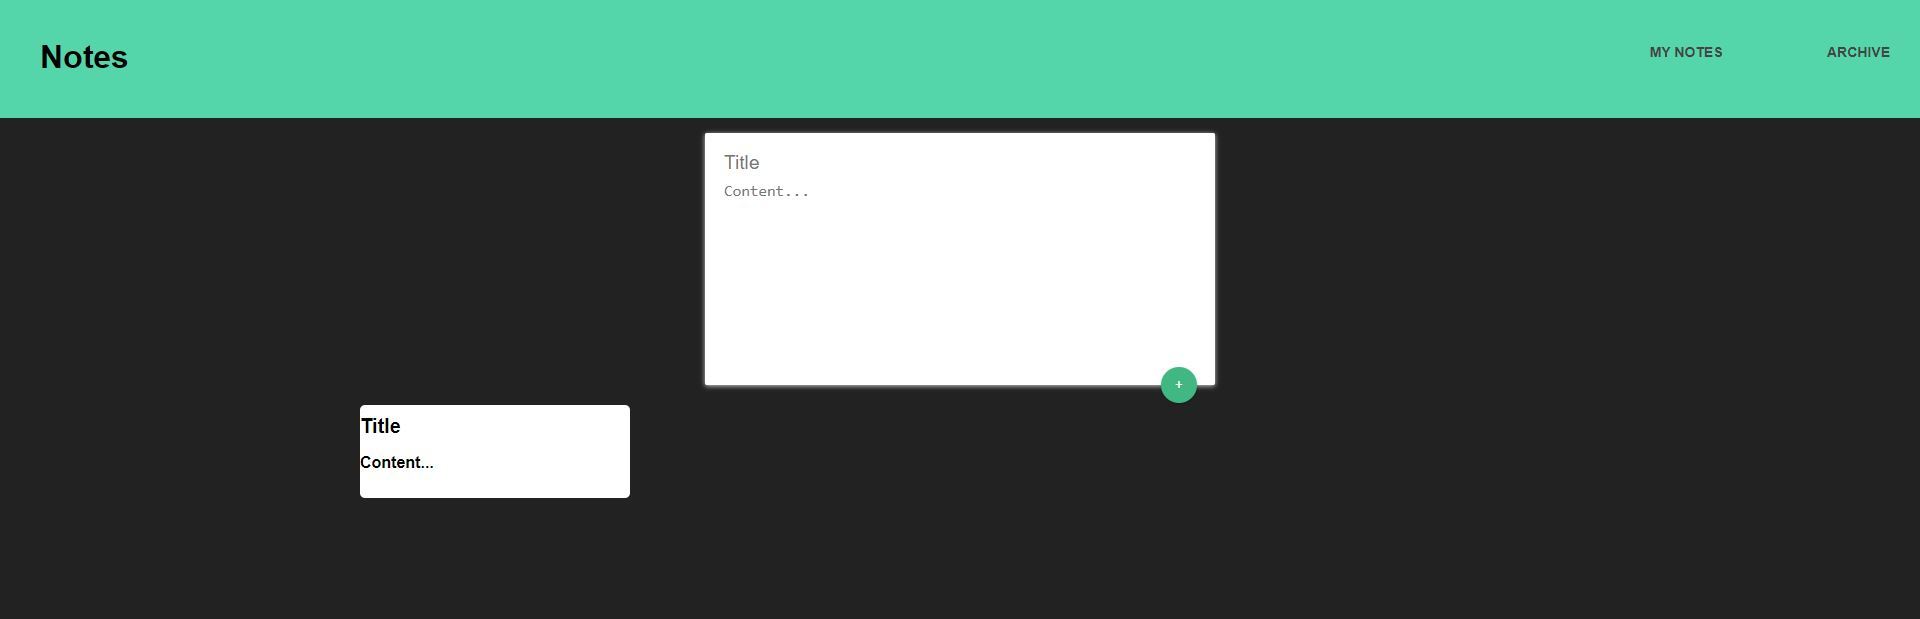 Notes
MY NOTES
ARCHIVE
Title
Content...
+
Title
Content...